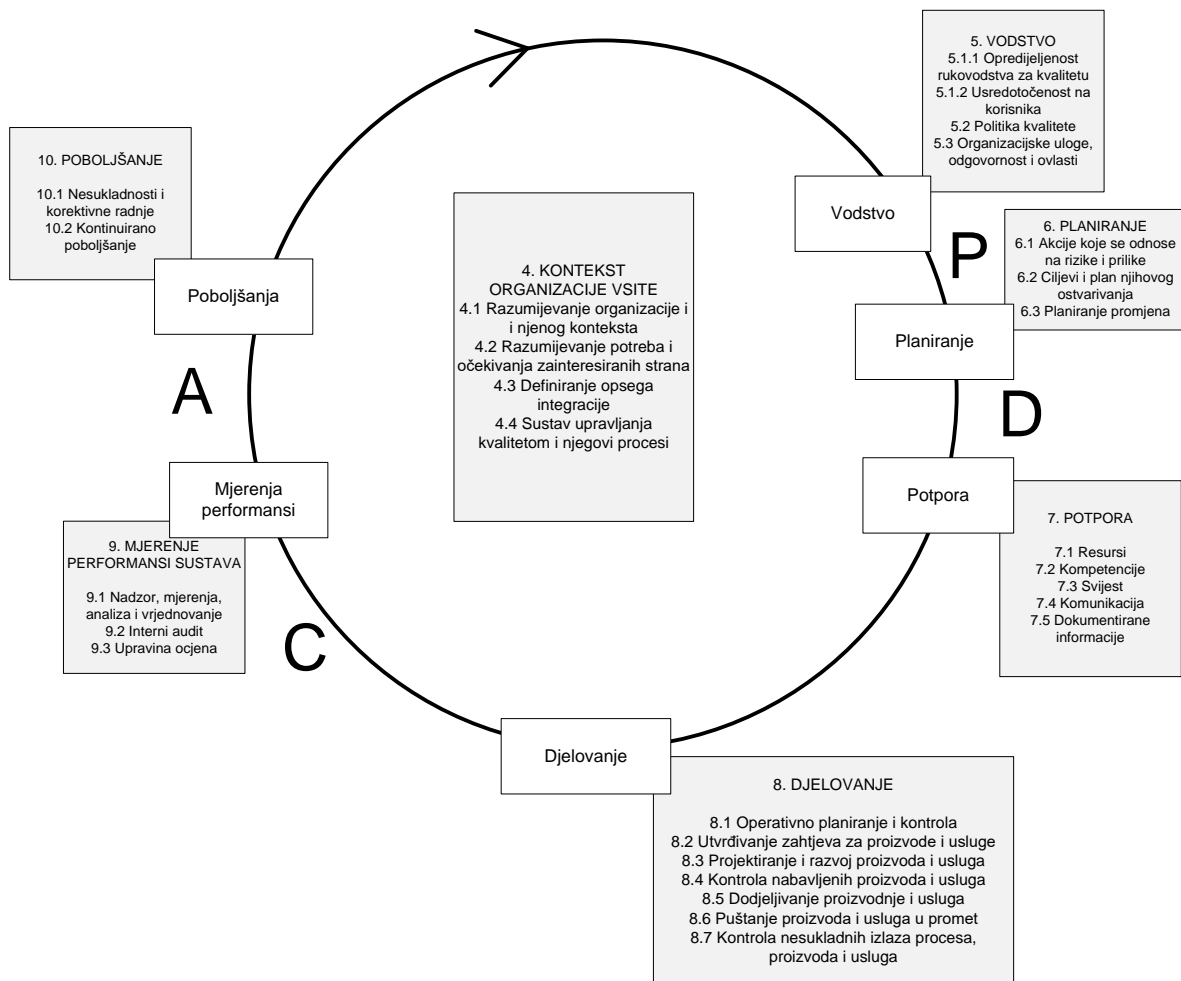 5. VODSTVO
5.1.1 Opredijeljenost
rukovodstva za kvalitetu
5.1.2 Usredotočenost na
korisnika
5.2 Politika kvalitete
5.3 Organizacijske uloge,
odgovornost i ovlasti
Vodstvo
P
6. PLANIRANJE
6.1 Akcije koje se odnose
na rizike i prilike
6.2 Ciljevi i plan njihovog
ostvarivanja
6.3 Planiranje promjena
Planiranje
D
Potpora
7. POTPORA
7.1 Resursi
7.2 Kompetencije
7.3 Svijest
7.4 Komunikacija
7.5 Dokumentirane
informacije
Djelovanje
8. DJELOVANJE
8.1 Operativno planiranje i kontrola
8.2 Utvrđivanje zahtjeva za proizvode i usluge
8.3 Projektiranje i razvoj proizvoda i usluga
8.4 Kontrola nabavljenih proizvoda i usluga
8.5 Dodjeljivanje proizvodnje i usluga
8.6 Puštanje proizvoda i usluga u promet
8.7 Kontrola nesukladnih izlaza procesa,
proizvoda i usluga
C
Mjerenja
performansi
9. MJERENJE
PERFORMANSI SUSTAVA
9.1 Nadzor, mjerenja,
analiza i vrjednovanje
9.2 Interni audit
9.3 Upravina ocjena
A
Poboljšanja
10. POBOLJŠANJE
10.1 Nesukladnosti i
korektivne radnje
10.2 Kontinuirano
poboljšanje
4. KONTEKST
ORGANIZACIJE VSITE
4.1 Razumijevanje organizacije i
i njenog konteksta
4.2 Razumijevanje potreba i
očekivanja zainteresiranih strana
4.3 Definiranje opsega
integracije
4.4 Sustav upravljanja
kvalitetom i njegovi procesi